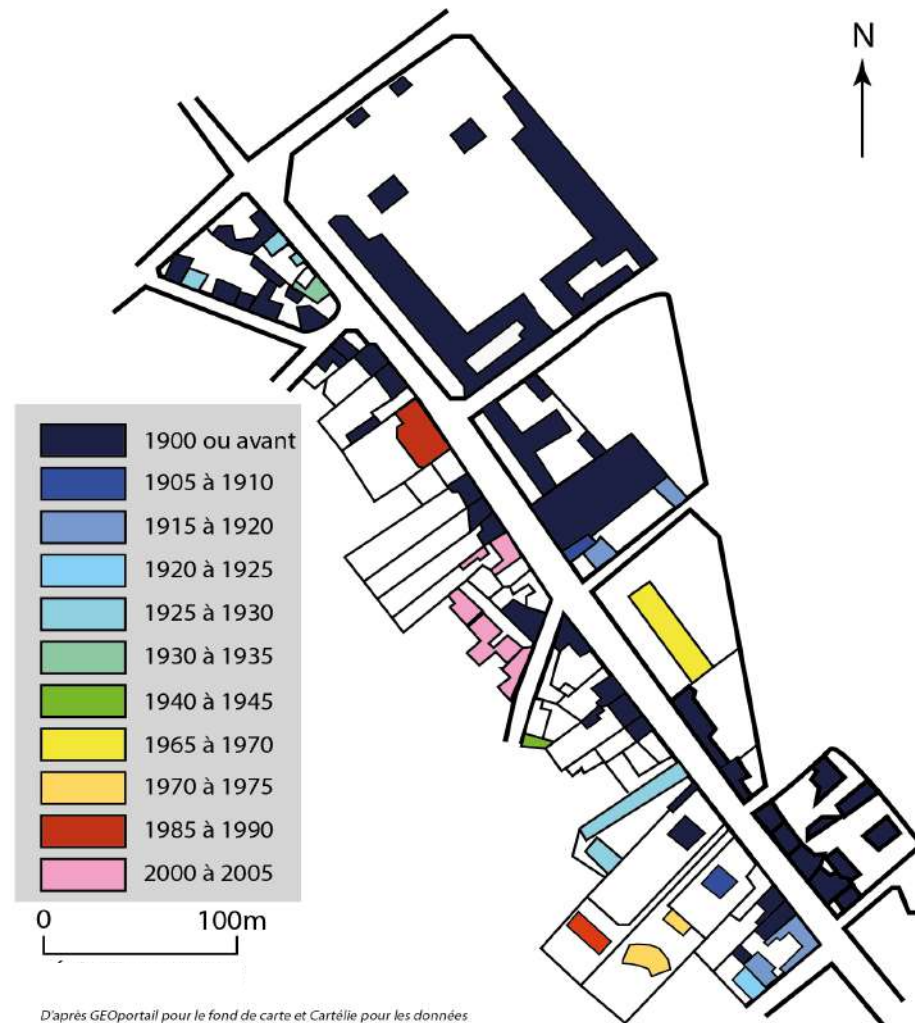 N
1900 ou avant
1905 à 1910
1915 à 1920
1920 à 1925
1925 à 1930
1930 à 1935
1940 à 1945
1965 à 1970
1970 à 1975
1985 à 1990
2000 à 2005
0 100m
D'après GEOportail pour le fond de carte et Cartélie pour les données